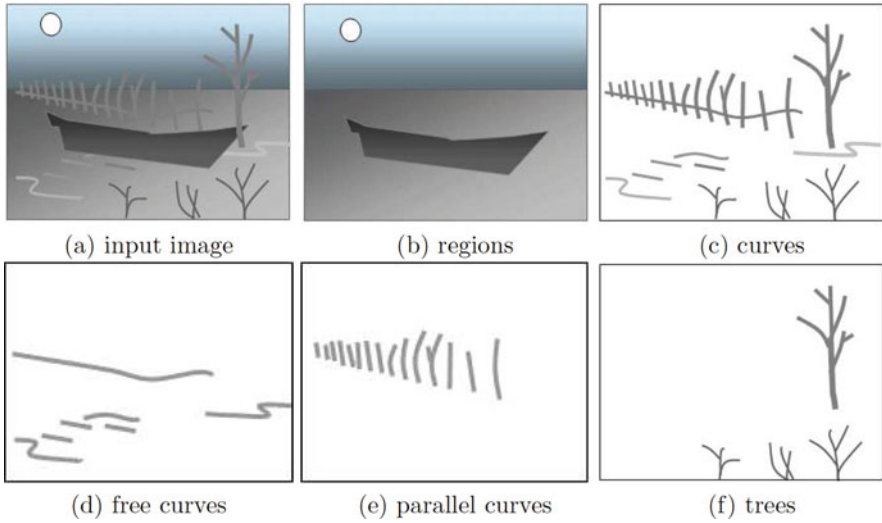 (a) input image
(b) regions
(c) curves
(d) free curves
(e) parallel curves
(f) trees